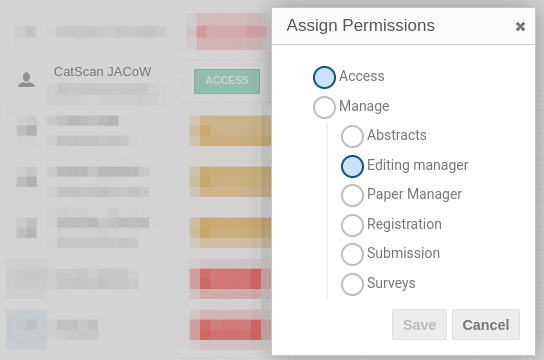 Assign Permissions
CatScan JACoW
ACCESS
Access
Manage
Abstracts
Editing manager
Paper Manager
Registration
Submission
Surveys
Save
Cancel